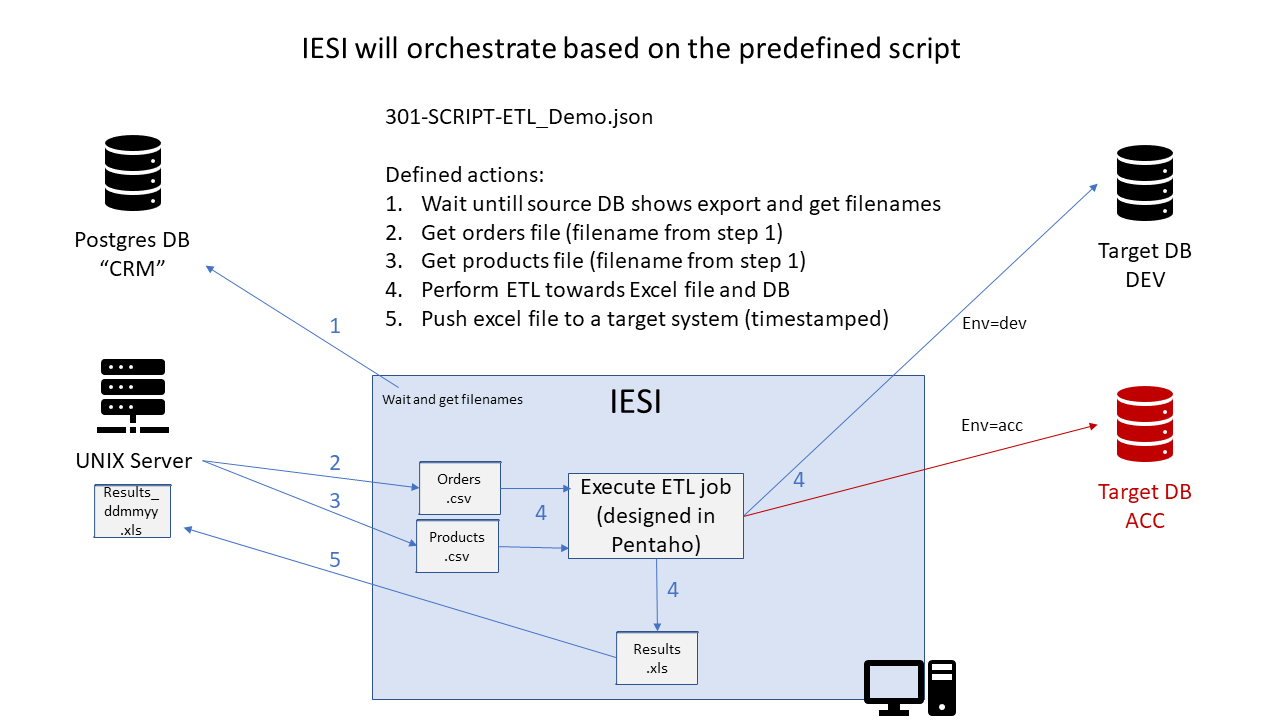 IESI will orchestrate based on the predefined script
301-SCRIPT-ETL_Demo.json
Defined actions:
1. Wait untill source DB shows export and get filenames
2. Get orders file (filename from step 1)
3. Get products file (filename from step 1)
4. Perform ETL towards Excel file and DB
5. Push excel file to a target system (timestamped)
Postgres DB
“CRM”
1
UNIX Server
Results_
ddmmyy
.xls
2
3
5
Wait and get filenames
IESI
Orders
.csv
Products
.csv
4
Execute ETL job
(designed in
Pentaho)
4
4
Results
.xls
Env=dev
Target DB
DEV
Env=acc
Target DB
ACC